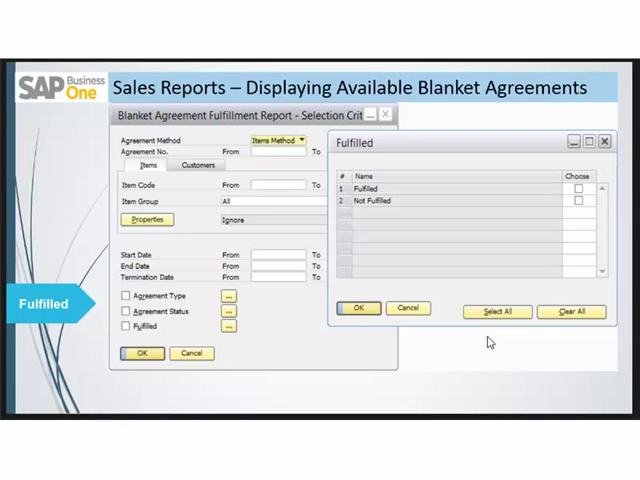 SAP Business One
Sales Reports – Displaying Available Blanket Agreements
Blanket Agreement Fulfillment Report - Selection Crit
Agreement Method Items Method
Agreement No. From To
Items Customers
Item Code From To
Item Group All
Properties Ignore
Start Date From To
End Date From To
Termination Date From To
Agreement Type ...
Agreement Status ...
Fulfilled ...
OK Cancel
Fulfilled
# Name Choose
1 Fulfilled
2 Not Fulfilled
OK Cancel Select All Clear All
Fulfilled